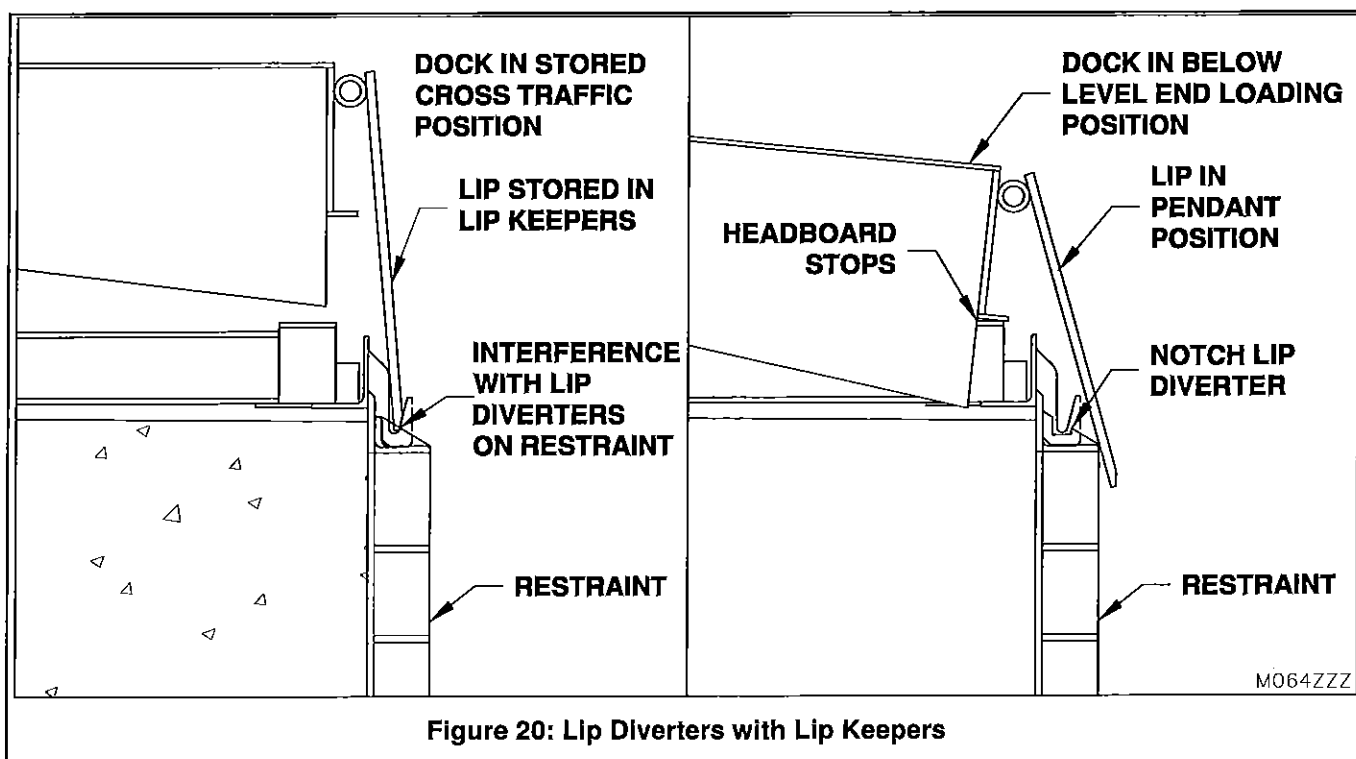 DOCK IN STORED
CROSS TRAFFIC
POSITION
LIP STORED IN
LIP KEEPERS
INTERFERENCE
WITH LIP
DIVERTERS
ON RESTRAINT
RESTRAINT
DOCK IN BELOW
LEVEL END LOADING
POSITION
LIP IN
PENDANT
POSITION
HEADBOARD
STOPS
NOTCH LIP
DIVERTER
RESTRAINT
M064ZZZ
Figure 20: Lip Diverters with Lip Keepers